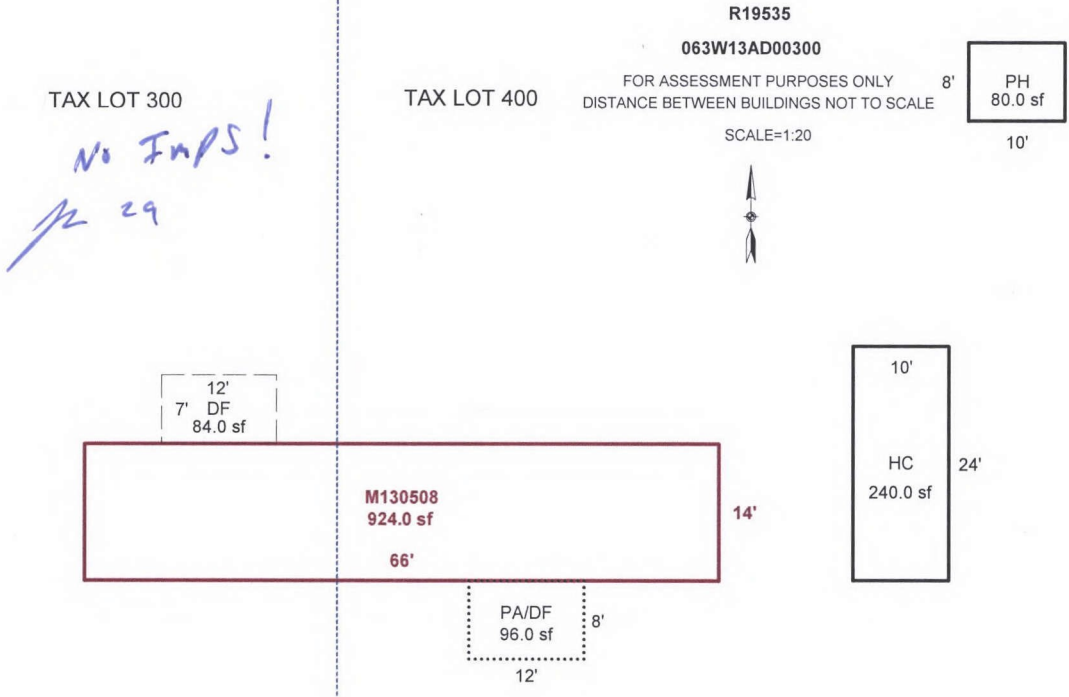 R19535
063W13AD00300
FOR ASSESSMENT PURPOSES ONLY
DISTANCE BETWEEN BUILDINGS NOT TO SCALE
SCALE=1:20
8'
PH
80.0 sf
10'
TAX LOT 300
TAX LOT 400
No Imps!
29
12'
7' DF
84.0 sf
M130508
924.0 sf
66'
14'
PA/DF
96.0 sf
8'
12'
10'
HC
240.0 sf
24'